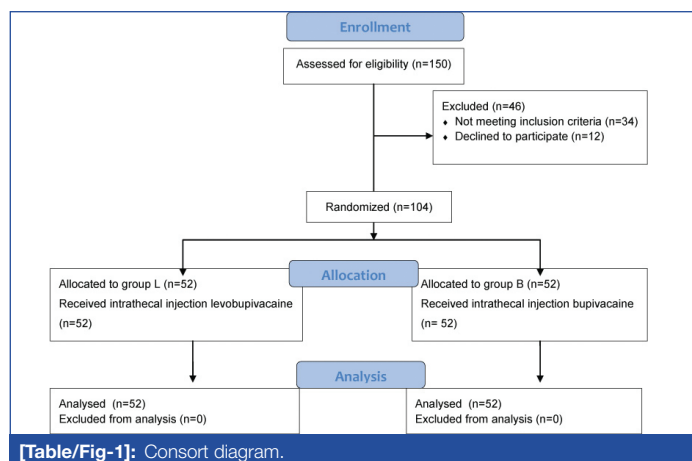 Enrollment
Assessed for eligibility (n=150)
Excluded (n=46)
♦ Not meeting inclusion criteria (n=34)
♦ Declined to participate (n=12)
Randomized (n=104)
Allocation
Allocated to group L (n=52)
Received intrathecal injection levobupivacaine
(n=52)
Allocated to group B (n=52)
Received intrathecal injection bupivacaine
(n= 52)
Analysis
Analysed (n=52)
Excluded from analysis (n=0)
Analysed (n=52)
Excluded from analysis (n=0)
[Table/Fig-1]: Consort diagram.